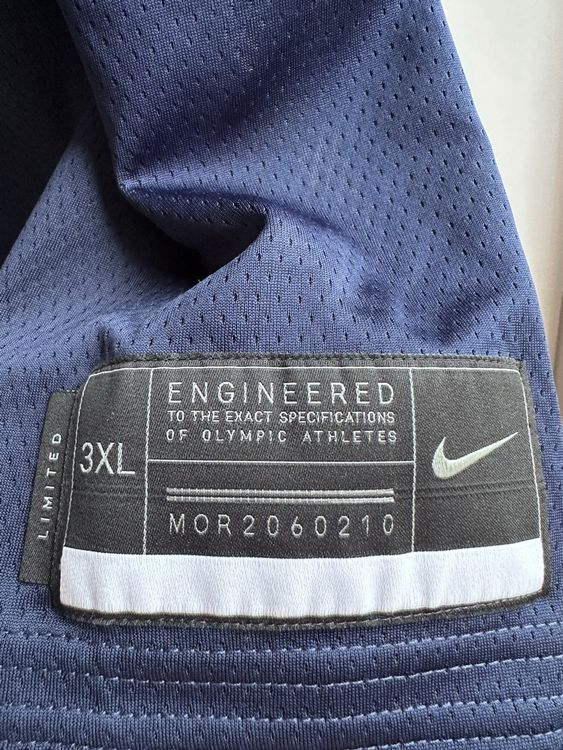 LIMITED
3XL
ENGINEERED
TO THE EXACT SPECIFICATIONS
OF OLYMPIC ATHLETES
MOR2060210